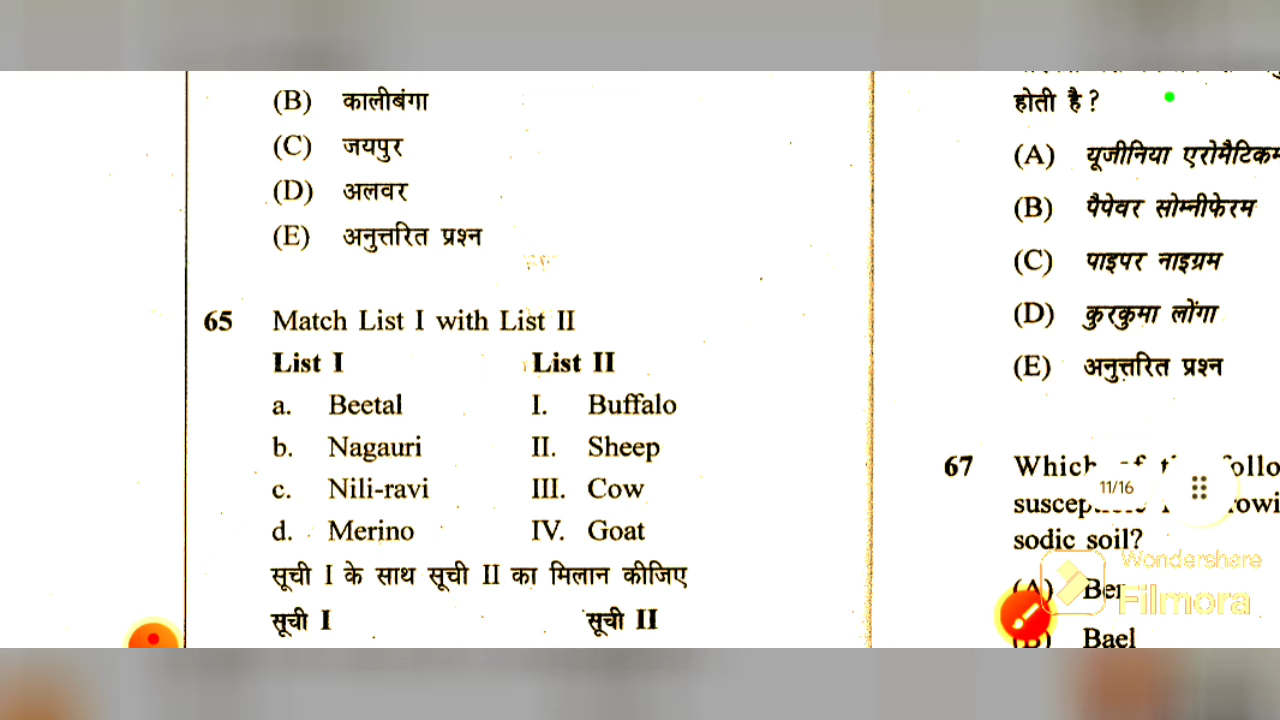 (B) कालीबंगा
(C) जयपुर
(D) अलवर
(E) अनुत्तरित प्रश्न
65 Match List I with List II
List I List II
a. Beetal I. Buffalo
b. Nagauri II. Sheep
c. Nili-ravi III. Cow
d. Merino IV. Goat
सूची I के साथ सूची II का मिलान कीजिए
सूची I सूची II
होती है ?
(A) यूजीनिया एरोमैटिकम
(B) पैपेवर सोम्नीफेरम
(C) पाइपर नाइग्रम
(D) कुरकुमा लोंगा
(E) अनुत्तरित प्रश्न
67 Which
sodic soil?
(A) Ber
(B) Bael
11/16
Wondershare
Filmora